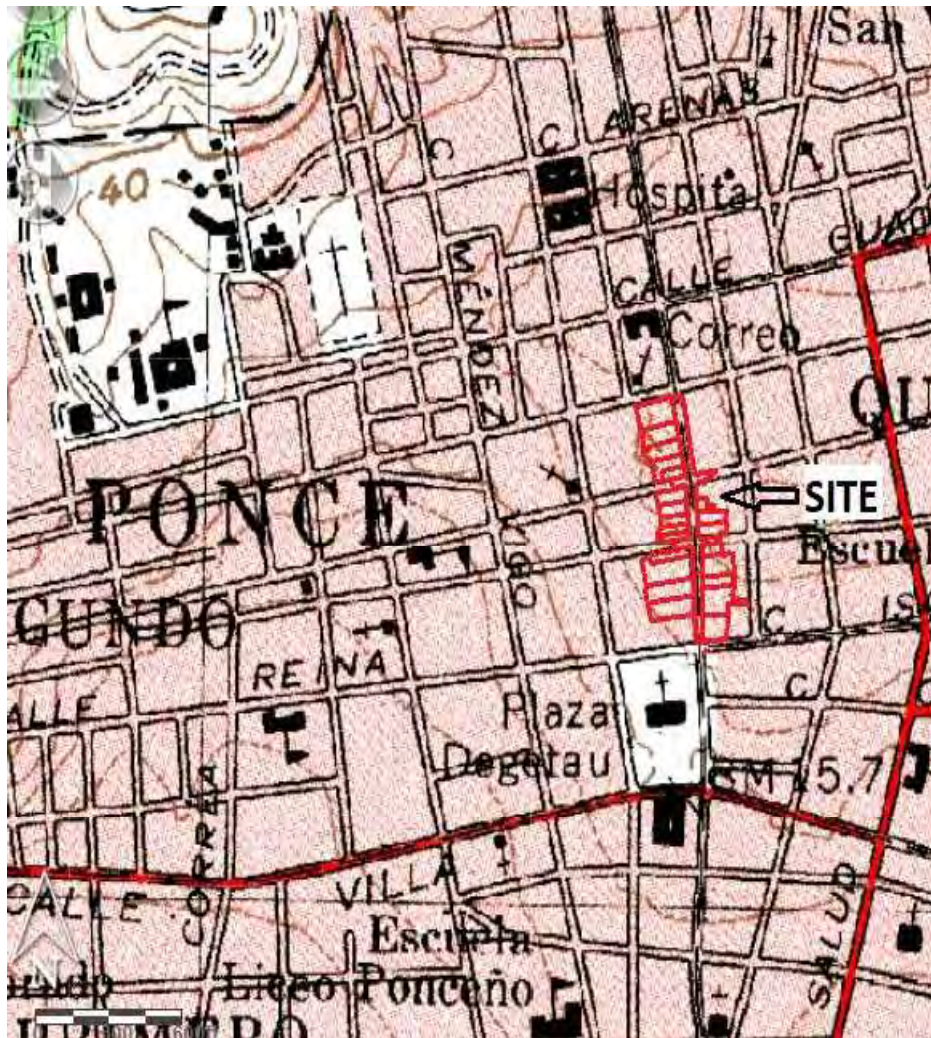 San
ARENAS
C
C
40
Hospital
MÉNDEZ
CALLE
Correo
QU
PONCE
SITE
VIGO
Escuel
GUNDO
C
REINA
ALLE
Plaza
Degetau
C
BM 15.7
CORREA
VILLA
CALLE
SALUD
Escuela
Liceo Ponceño
N